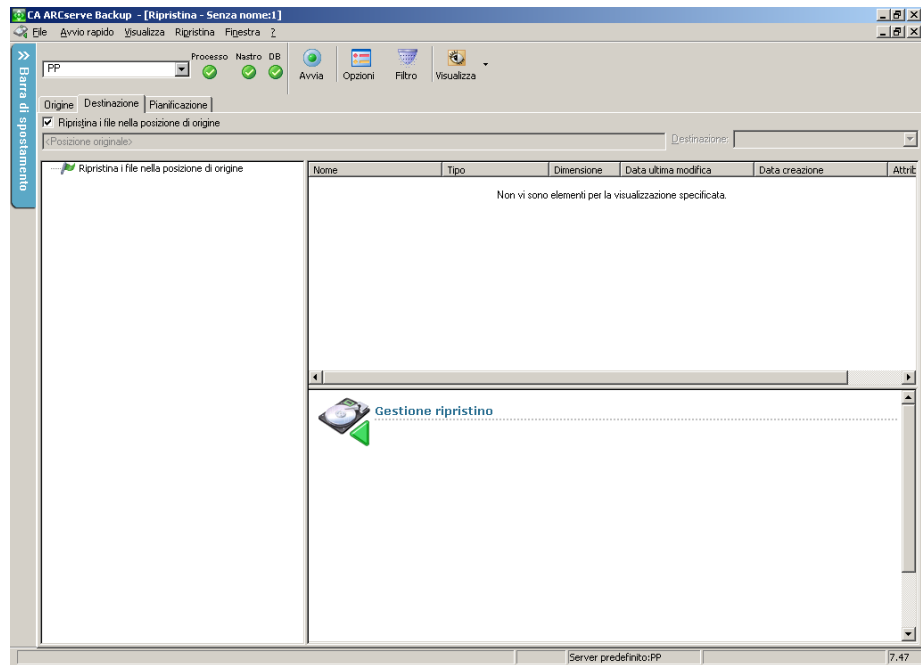 CA ARCserve Backup - [Ripristina - Senza nome:1]
File Avvio rapido Visualizza Ripristina Finestra ?
Barra di spostamento
PP
Processo Nastro DB
Avvia Opzioni Filtro Visualizza
Origine Destinazione Pianificazione
Ripristina i file nella posizione di origine
<Posizione originale> Destinazione:
Ripristina i file nella posizione di origine
Nome Tipo Dimensione Data ultima modifica Data creazione Attrib
Non vi sono elementi per la visualizzazione specificata.
Gestione ripristino
Server predefinito:PP 7.47